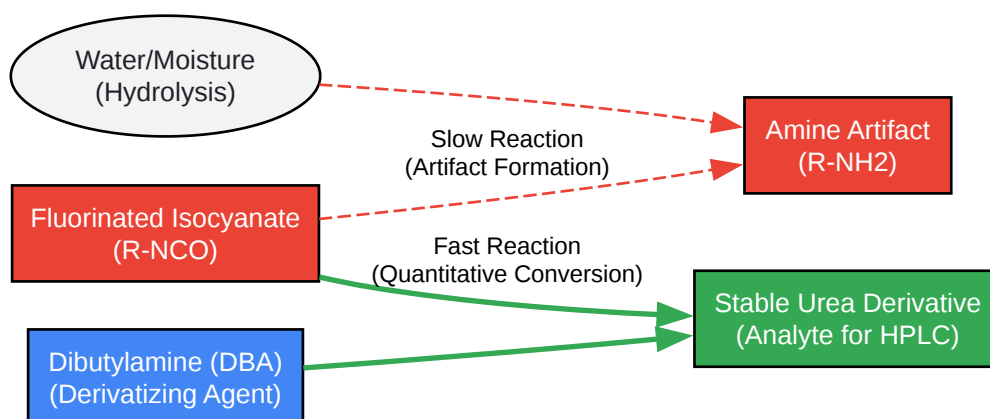 Water/Moisture
(Hydrolysis)
Slow Reaction
(Artifact Formation)
Amine Artifact
(R-NH2)
Fluorinated Isocyanate
(R-NCO)
Fast Reaction
(Quantitative Conversion)
Stable Urea Derivative
(Analyte for HPLC)
Dibutylamine (DBA)
(Derivatizing Agent)